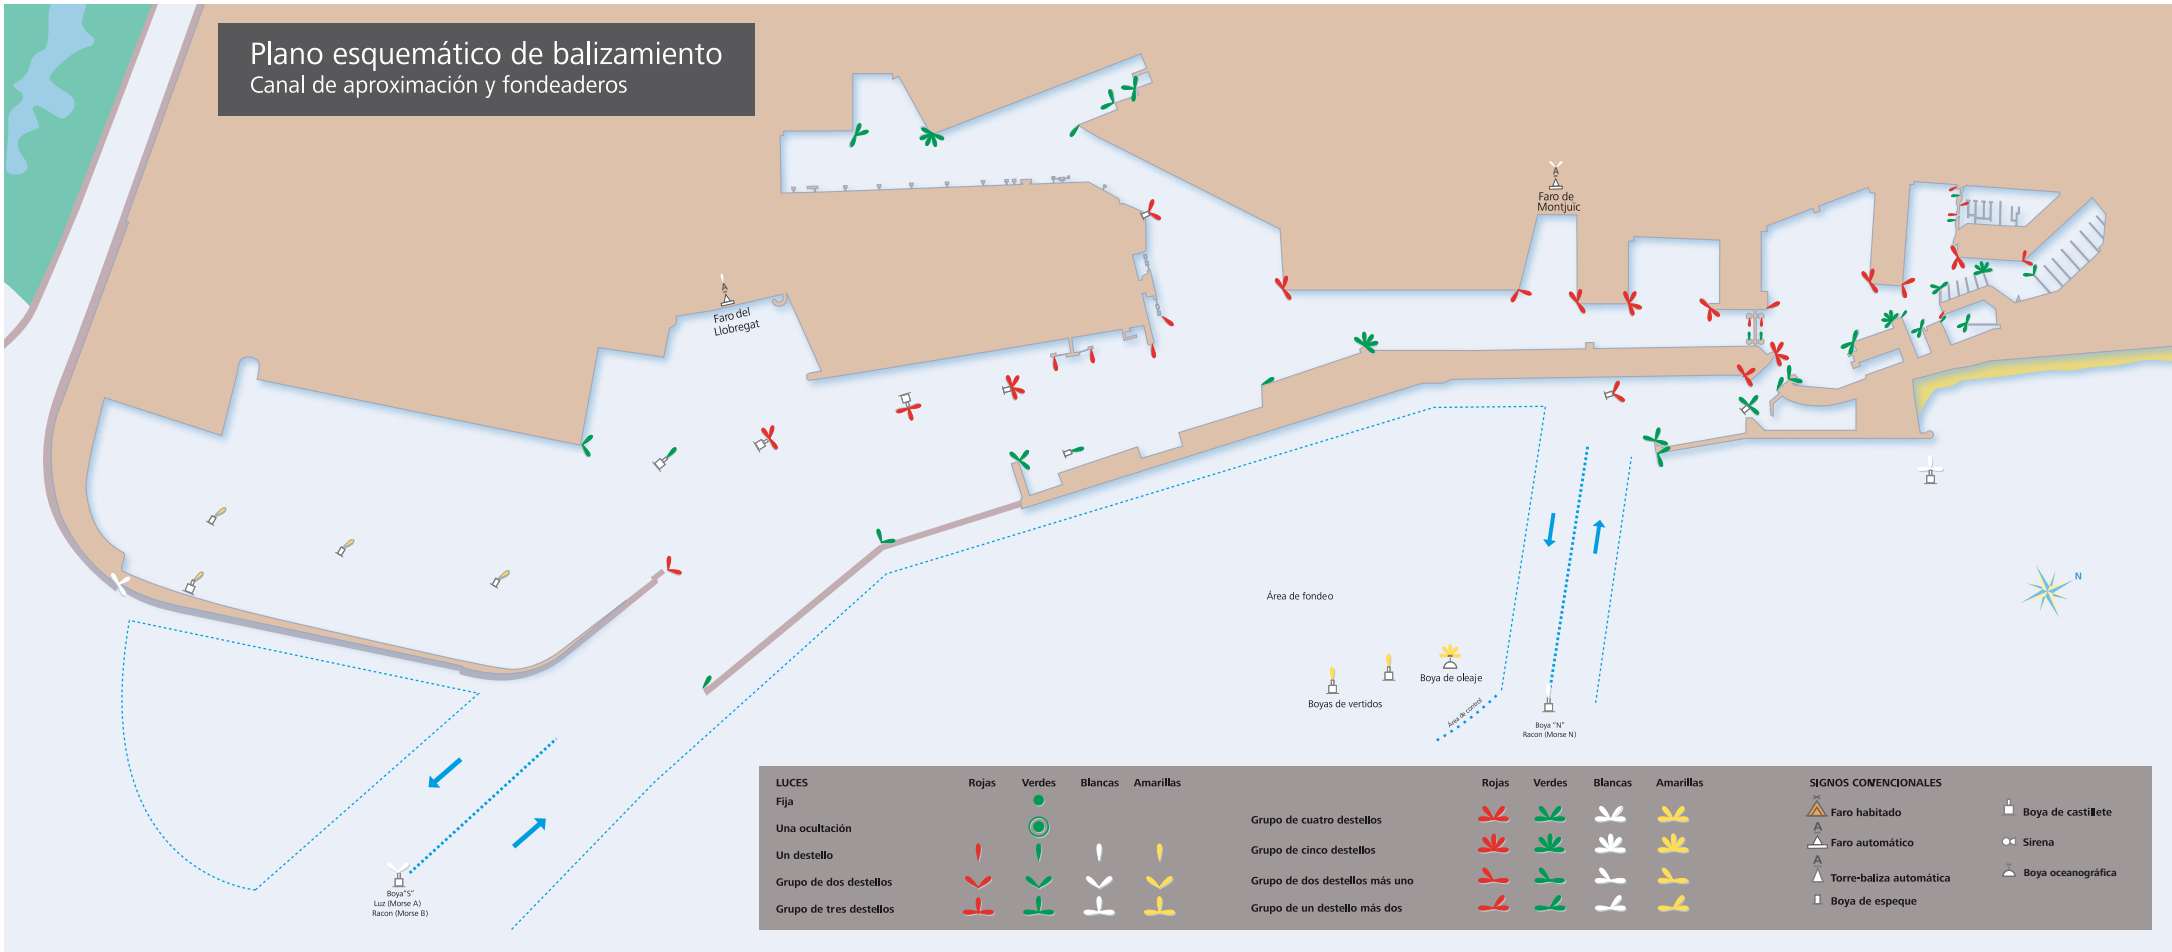 Plano esquemático de balizamiento
Canal de aproximación y fondeaderos
A
Faro de
Montjuïc
A
Faro del
Llobregat
N
Área de fondeo
Boya de oleaje
Boyas de vertidos
Área de control
Boya "N"
Racon (Morse N)
Boya"S"
Luz (Morse A)
Racon (Morse B)
LUCES Rojas Verdes Blancas Amarillas
Fija
Una ocultación
Un destello
Grupo de dos destellos
Grupo de tres destellos
Rojas Verdes Blancas Amarillas
Grupo de cuatro destellos
Grupo de cinco destellos
Grupo de dos destellos más uno
Grupo de un destello más dos
SIGNOS CONVENCIONALES
Faro habitado
A
Faro automático
A
Torre-baliza automática
Boya de espeque
Boya de castillete
Sirena
Boya oceanográfica